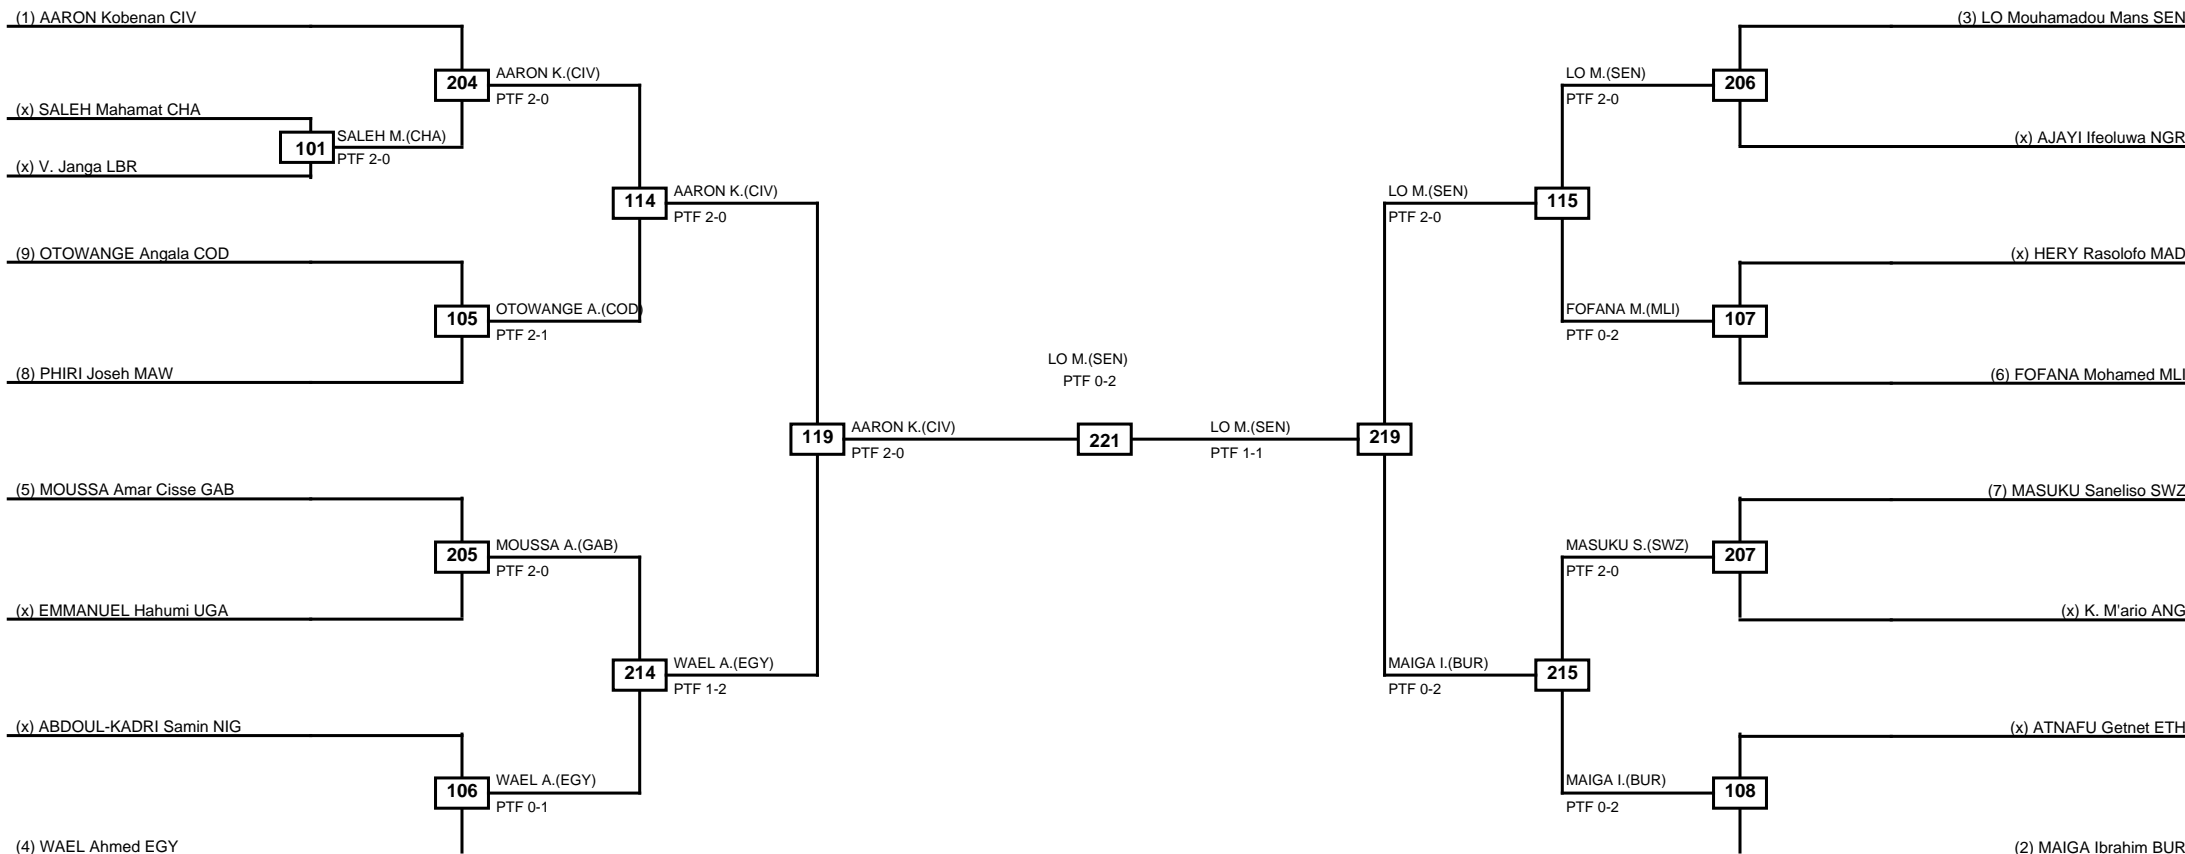 (1) AARON Kobenan CIV
(3) LO Mouhamadou Mans SEN
204
AARON K.(CIV)
PTF 2-0
LO M.(SEN)
PTF 2-0
206
(x) SALEH Mahamat CHA
101
SALEH M.(CHA)
PTF 2-0
(x) AJAYI Ifeoluwa NGR
(x) V. Janga LBR
114
AARON K.(CIV)
PTF 2-0
LO M.(SEN)
PTF 2-0
115
(9) OTOWANGE Angala COD
(x) HERY Rasolofo MAD
105
OTOWANGE A.(COD)
PTF 2-1
FOFANA M.(MLI)
PTF 0-2
107
(8) PHIRI Joseh MAW
LO M.(SEN)
PTF 0-2
(6) FOFANA Mohamed MLI
119
AARON K.(CIV)
PTF 2-0
221
LO M.(SEN)
PTF 1-1
219
(5) MOUSSA Amar Cisse GAB
(7) MASUKU Saneliso SWZ
205
MOUSSA A.(GAB)
PTF 2-0
MASUKU S.(SWZ)
PTF 2-0
207
(x) EMMANUEL Hahumi UGA
(x) K. M'ario ANG
214
WAEL A.(EGY)
PTF 1-2
MAIGA I.(BUR)
PTF 0-2
215
(x) ABDOUL-KADRI Samin NIG
(x) ATNAFU Getnet ETH
106
WAEL A.(EGY)
PTF 0-1
MAIGA I.(BUR)
PTF 0-2
108
(4) WAEL Ahmed EGY
(2) MAIGA Ibrahim BUR